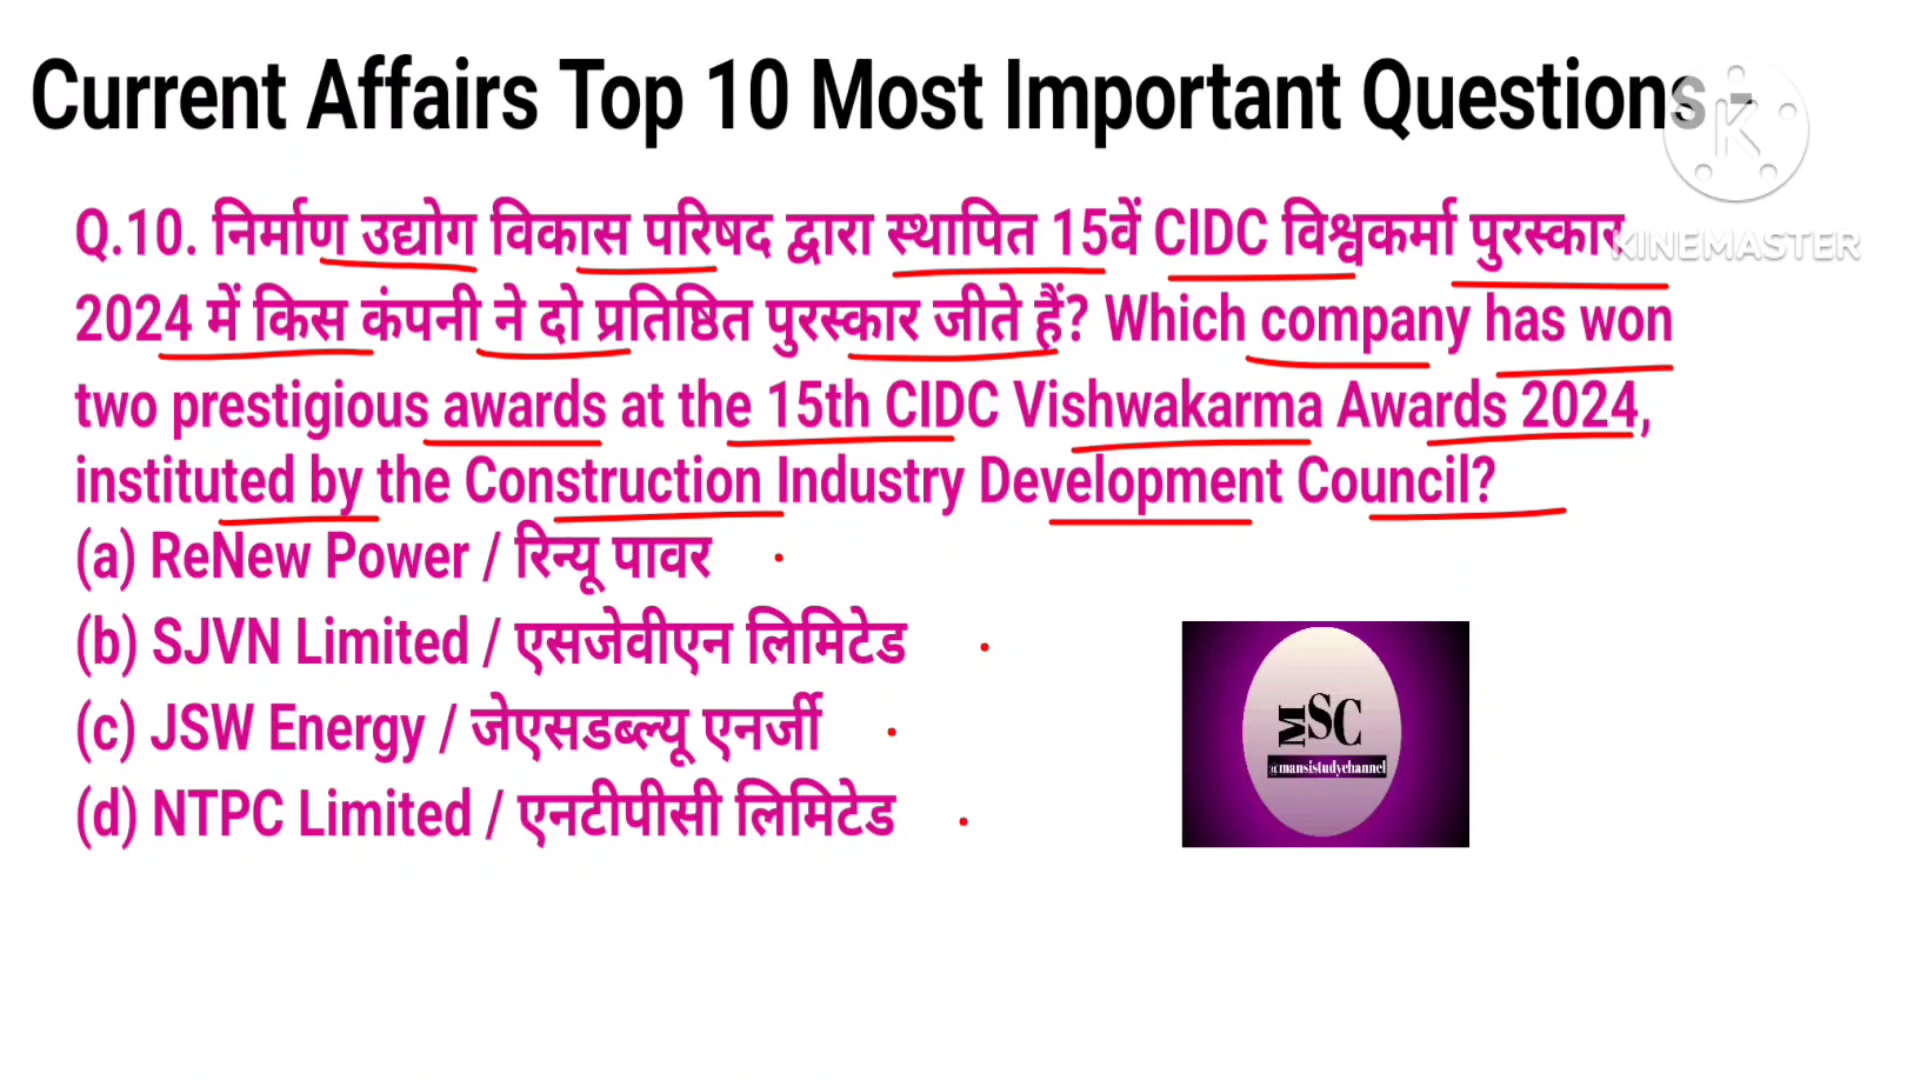 Current Affairs Top 10 Most Important Questions -
KINEMASTER
Q.10. निर्माण उद्योग विकास परिषद द्वारा स्थापित 15वें CIDC विश्वकर्मा पुरस्कार
2024 में किस कंपनी ने दो प्रतिष्ठित पुरस्कार जीते हैं? Which company has won
two prestigious awards at the 15th CIDC Vishwakarma Awards 2024,
instituted by the Construction Industry Development Council?
(a) ReNew Power / रिन्यू पावर
(b) SJVN Limited / एसजेवीएन लिमिटेड
(c) JSW Energy / जेएसडब्ल्यू एनर्जी
(d) NTPC Limited / एनटीपीसी लिमिटेड
MSC
@mansistudychannel